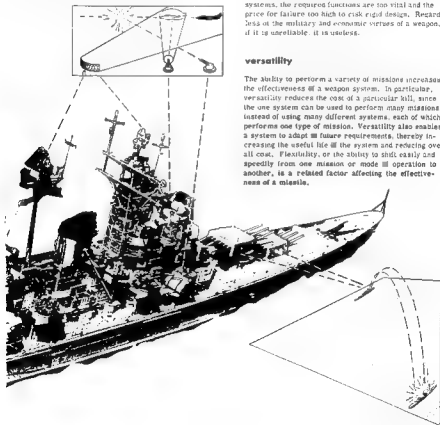 systems, the required functions are too vital and the
price for failure too high to risk rigid design. Regard
less of the military and economic virtues of a weapon,
if it is unreliable, it is useless.
versatility
The ability to perform a variety of missions increases
the effectiveness of a weapon system. In particular,
versatility reduces the cost of a particular kill, since
the one system can be used to perform many missions
instead of using many different systems, each of which
performs one type of mission. Versatility also enables
a system to adapt to future requirements, thereby in-
creasing the useful life of the system and reducing over
all cost. Flexibility, or the ability to shift easily and
speedily from one mission or mode of operation to
another, is a related factor affecting the effective-
ness of a missile.